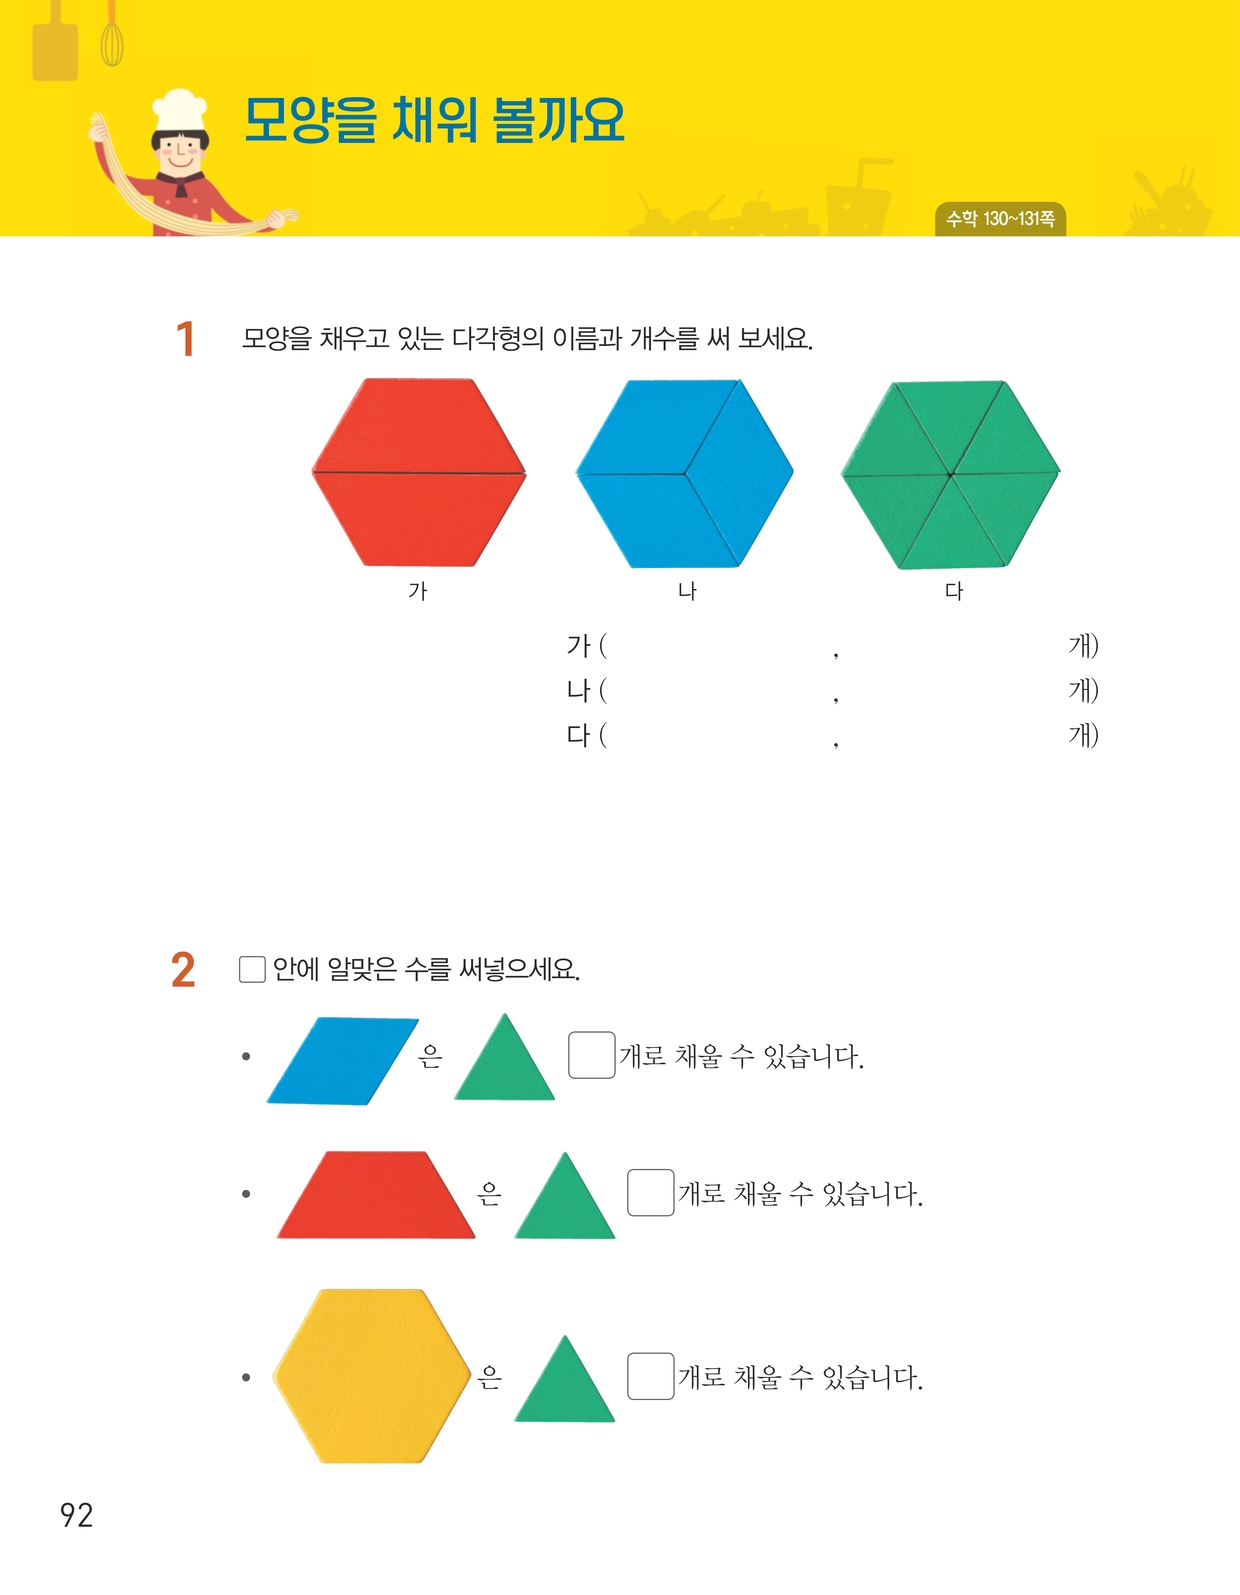 모양을 채워 볼까요
수학 130~131쪽
1 모양을 채우고 있는 다각형의 이름과 개수를 써 보세요.
가 나 다
가 ( , 개)
나 ( , 개)
다 ( , 개)
2 □ 안에 알맞은 수를 써넣으세요.
• 은 □개로 채울 수 있습니다.
• 은 □개로 채울 수 있습니다.
• 은 □개로 채울 수 있습니다.
92